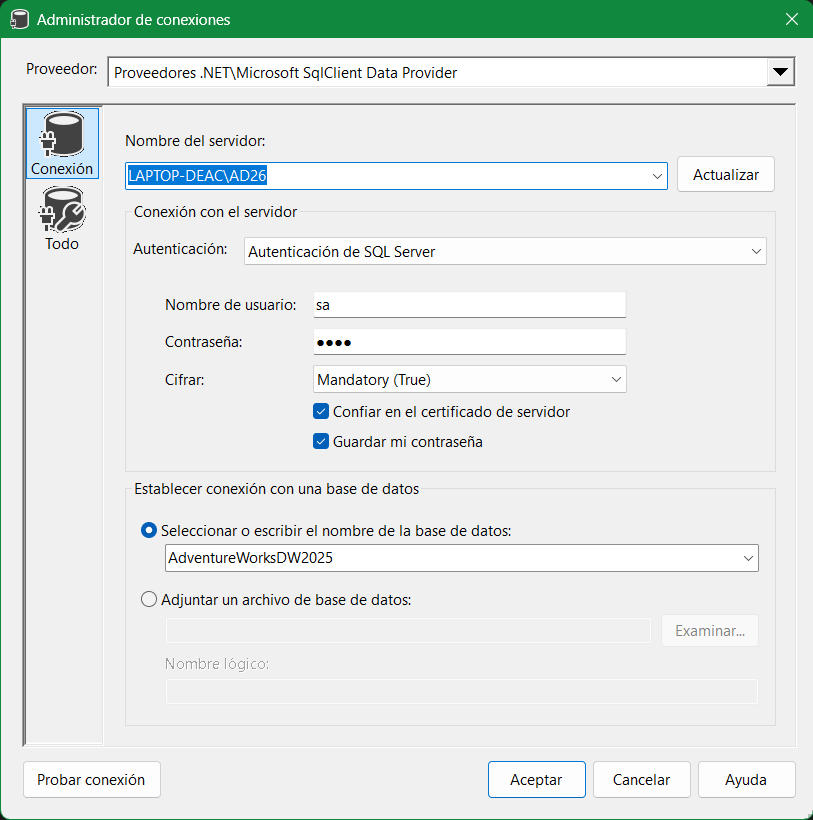 Administrador de conexiones
Proveedor: Proveedores .NET\Microsoft SqlClient Data Provider
Conexión
Todo
Nombre del servidor:
LAPTOP-DEAC\AD26 Actualizar
Conexión con el servidor
Autenticación: Autenticación de SQL Server
Nombre de usuario: sa
Contraseña: ●●●●
Cifrar: Mandatory (True)
Confiar en el certificado de servidor
Guardar mi contraseña
Establecer conexión con una base de datos
Seleccionar o escribir el nombre de la base de datos:
AdventureWorksDW2025
Adjuntar un archivo de base de datos:
Examinar...
Nombre lógico:
Probar conexión Aceptar Cancelar Ayuda